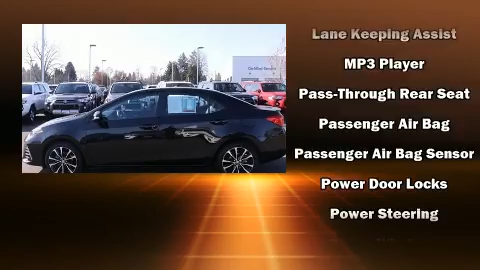 Lane Keeping Assist
MP3 Player
Pass-Through Rear Seat
Passenger Air Bag
Passenger Air Bag Sensor
Power Door Locks
Power Steering